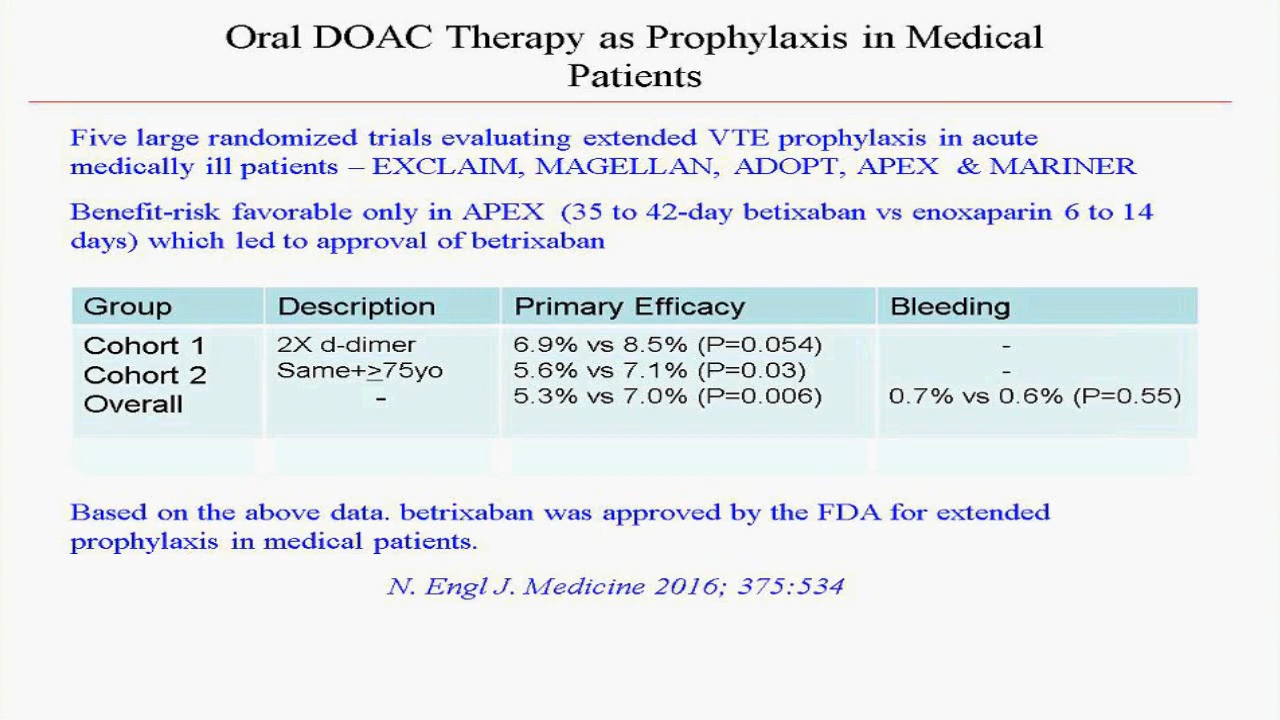 Oral DOAC Therapy as Prophylaxis in Medical
Patients
Five large randomized trials evaluating extended VTE prophylaxis in acute
medically ill patients – EXCLAIM, MAGELLAN, ADOPT, APEX & MARINER
Benefit-risk favorable only in APEX (35 to 42-day betixaban vs enoxaparin 6 to 14
days) which led to approval of betrixaban
Group Description Primary Efficacy Bleeding
Cohort 1 2X d-dimer 6.9% vs 8.5% (P=0.054) -
Cohort 2 Same+≥75yo 5.6% vs 7.1% (P=0.03) -
Overall - 5.3% vs 7.0% (P=0.006) 0.7% vs 0.6% (P=0.55)
Based on the above data. betrixaban was approved by the FDA for extended
prophylaxis in medical patients.
N. Engl J. Medicine 2016; 375:534